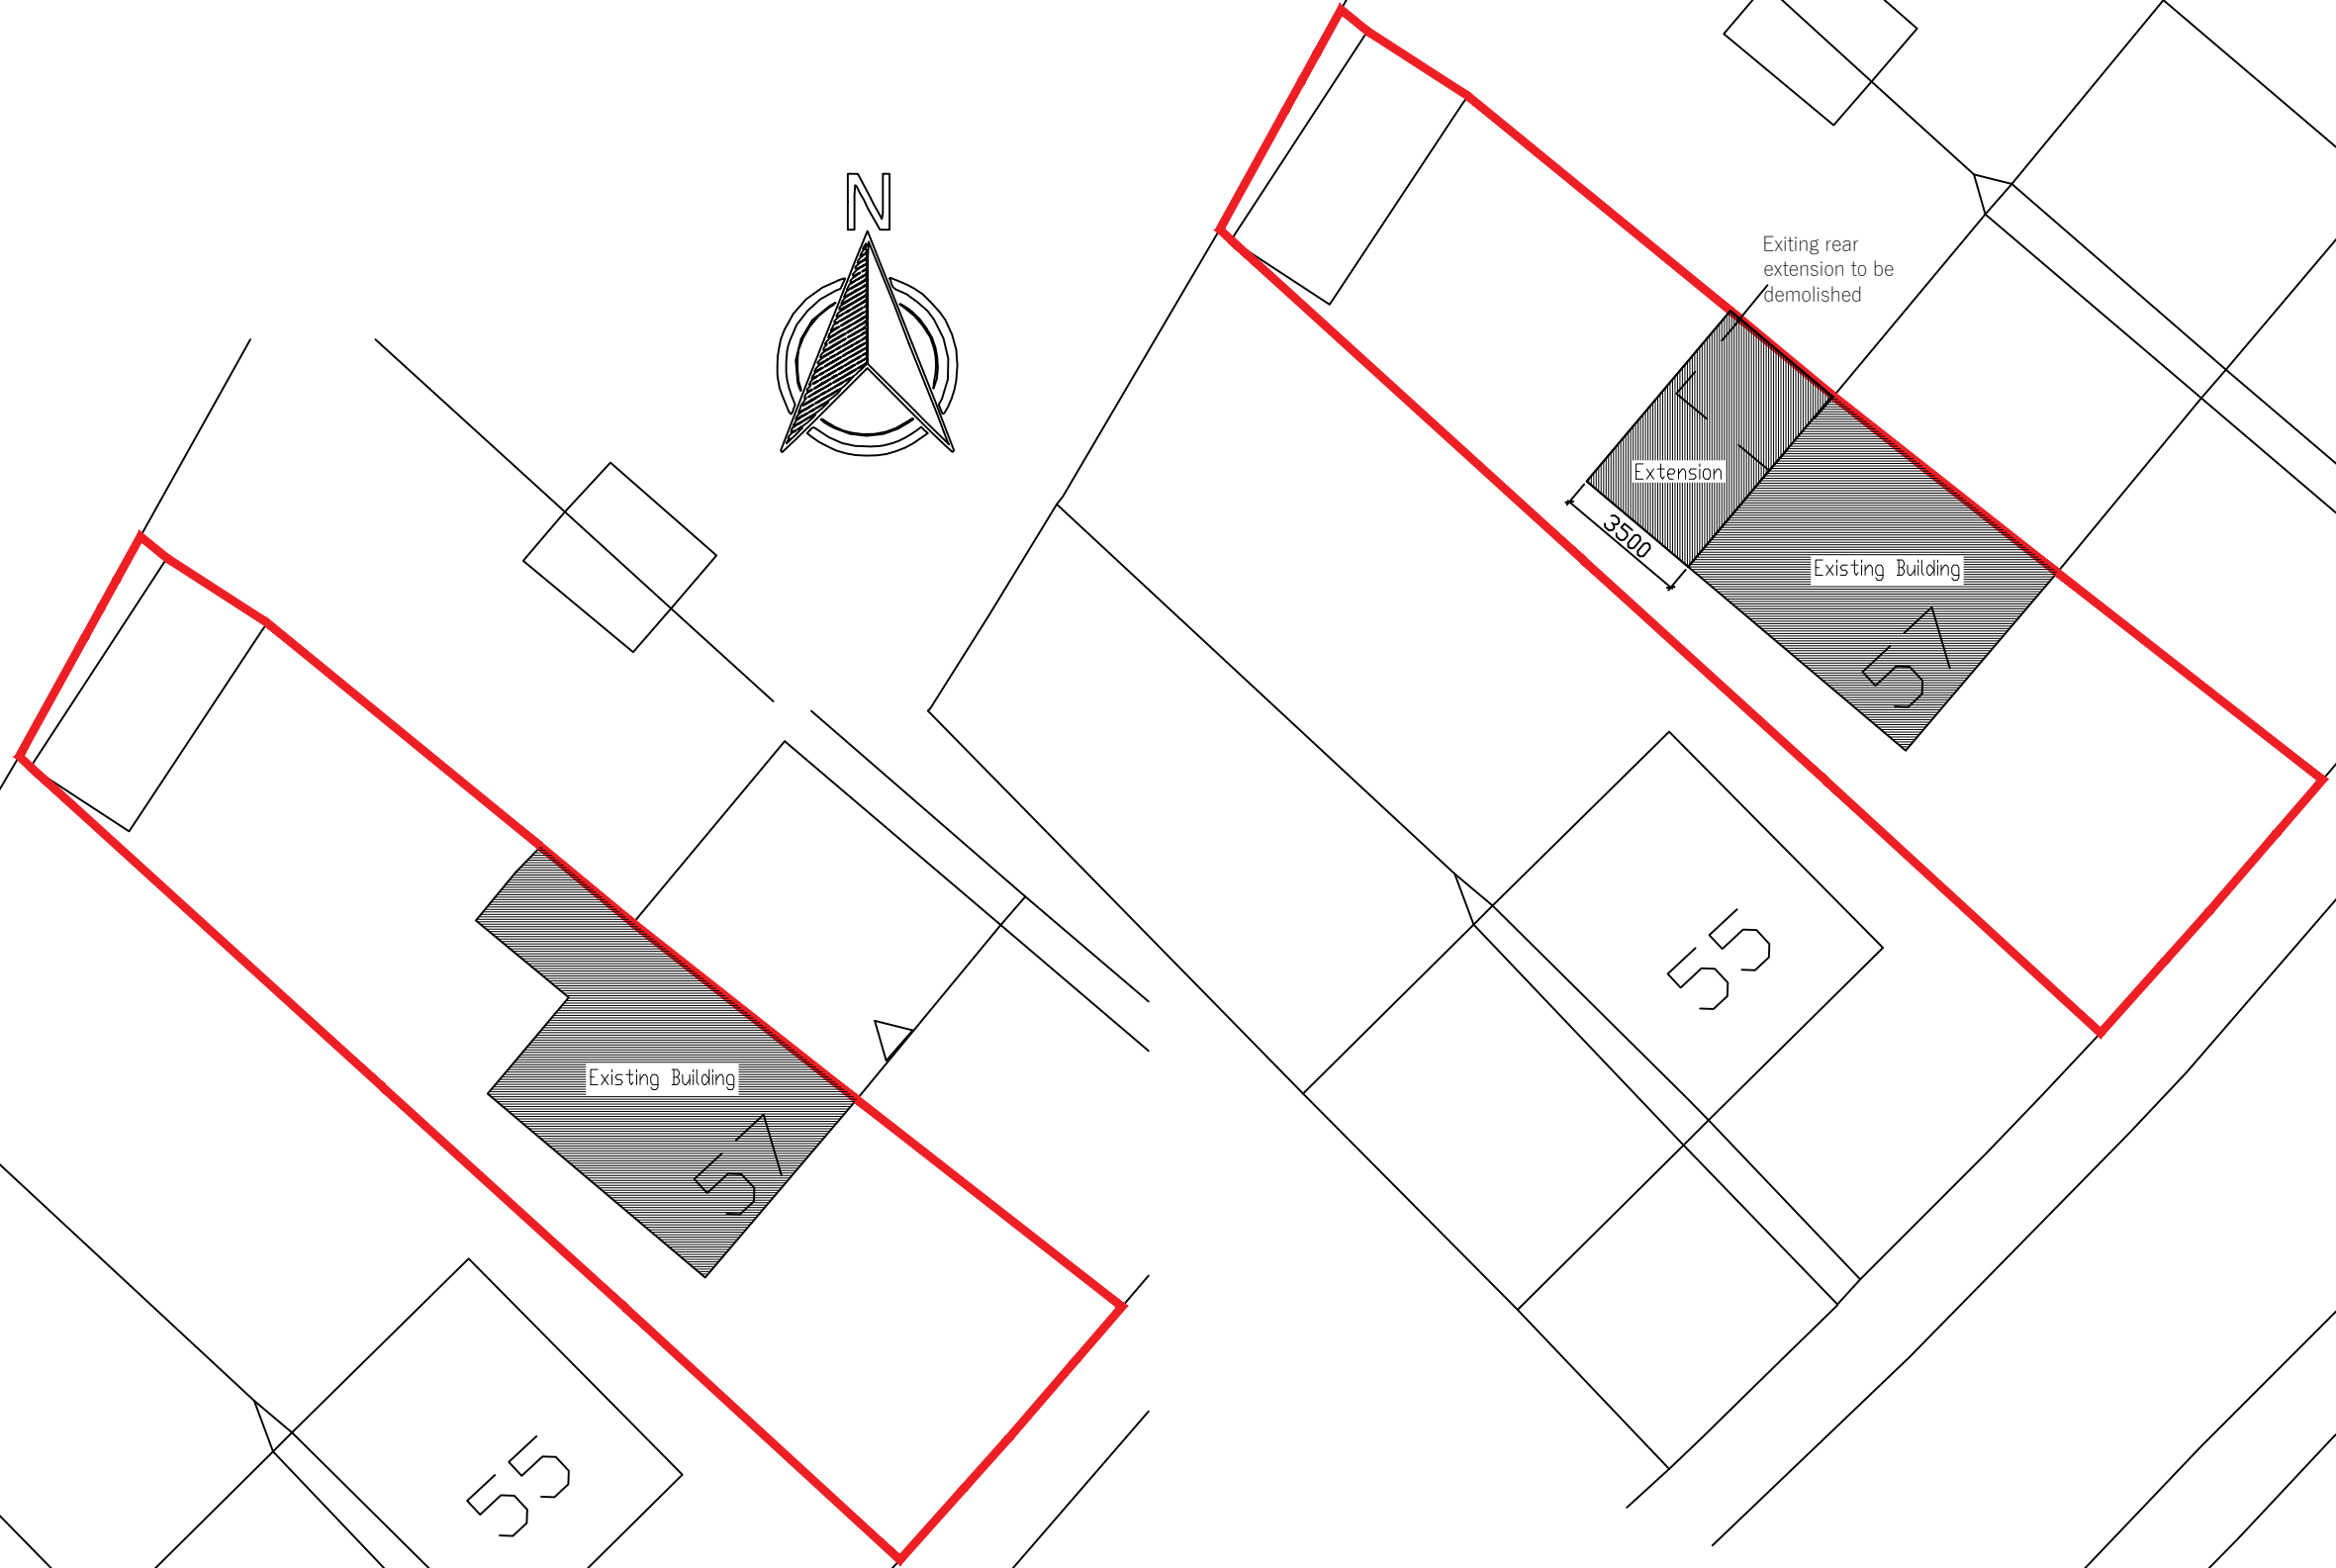 N
Exiting rear
extension to be
demolished
Extension
3500
Existing Building
57
55
Existing Building
57
55